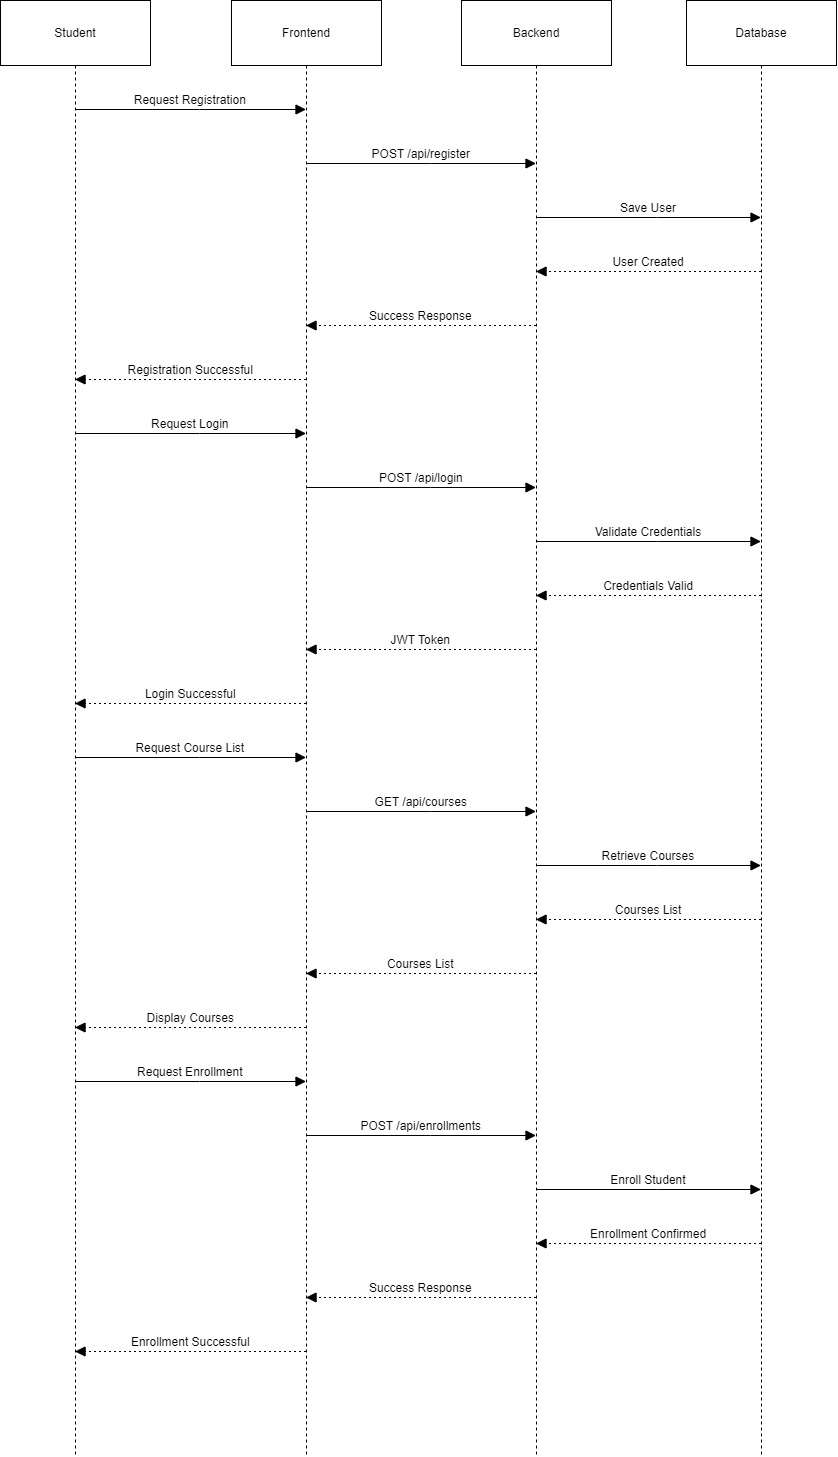 Student
Frontend
Backend
Database
Request Registration
POST /api/register
Save User
User Created
Success Response
Registration Successful
Request Login
POST /api/login
Validate Credentials
Credentials Valid
JWT Token
Login Successful
Request Course List
GET /api/courses
Retrieve Courses
Courses List
Courses List
Display Courses
Request Enrollment
POST /api/enrollments
Enroll Student
Enrollment Confirmed
Success Response
Enrollment Successful